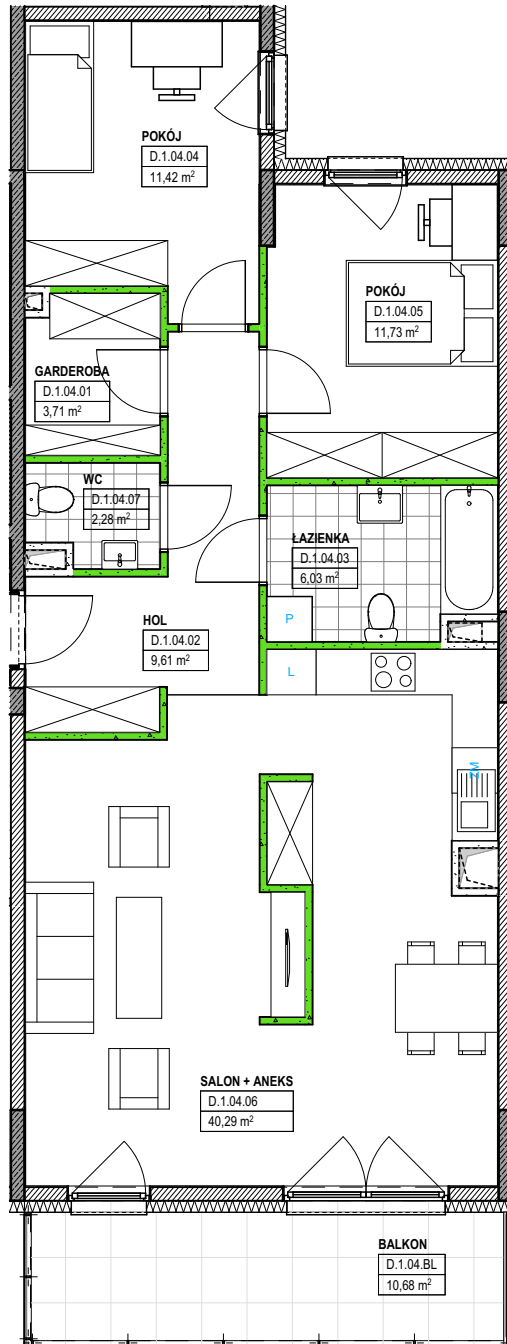 POKÓJ
D.1.04.04
11,42 m²
POKÓJ
D.1.04.05
11,73 m²
GARDEROBA
D.1.04.01
3,71 m²
WC
D.1.04.07
2,28 m²
ŁAZIENKA
D.1.04.03
6,03 m²
P
HOL
D.1.04.02
9,61 m²
L
ZM
SALON + ANEKS
D.1.04.06
40,29 m²
BALKON
D.1.04.BL
10,68 m²